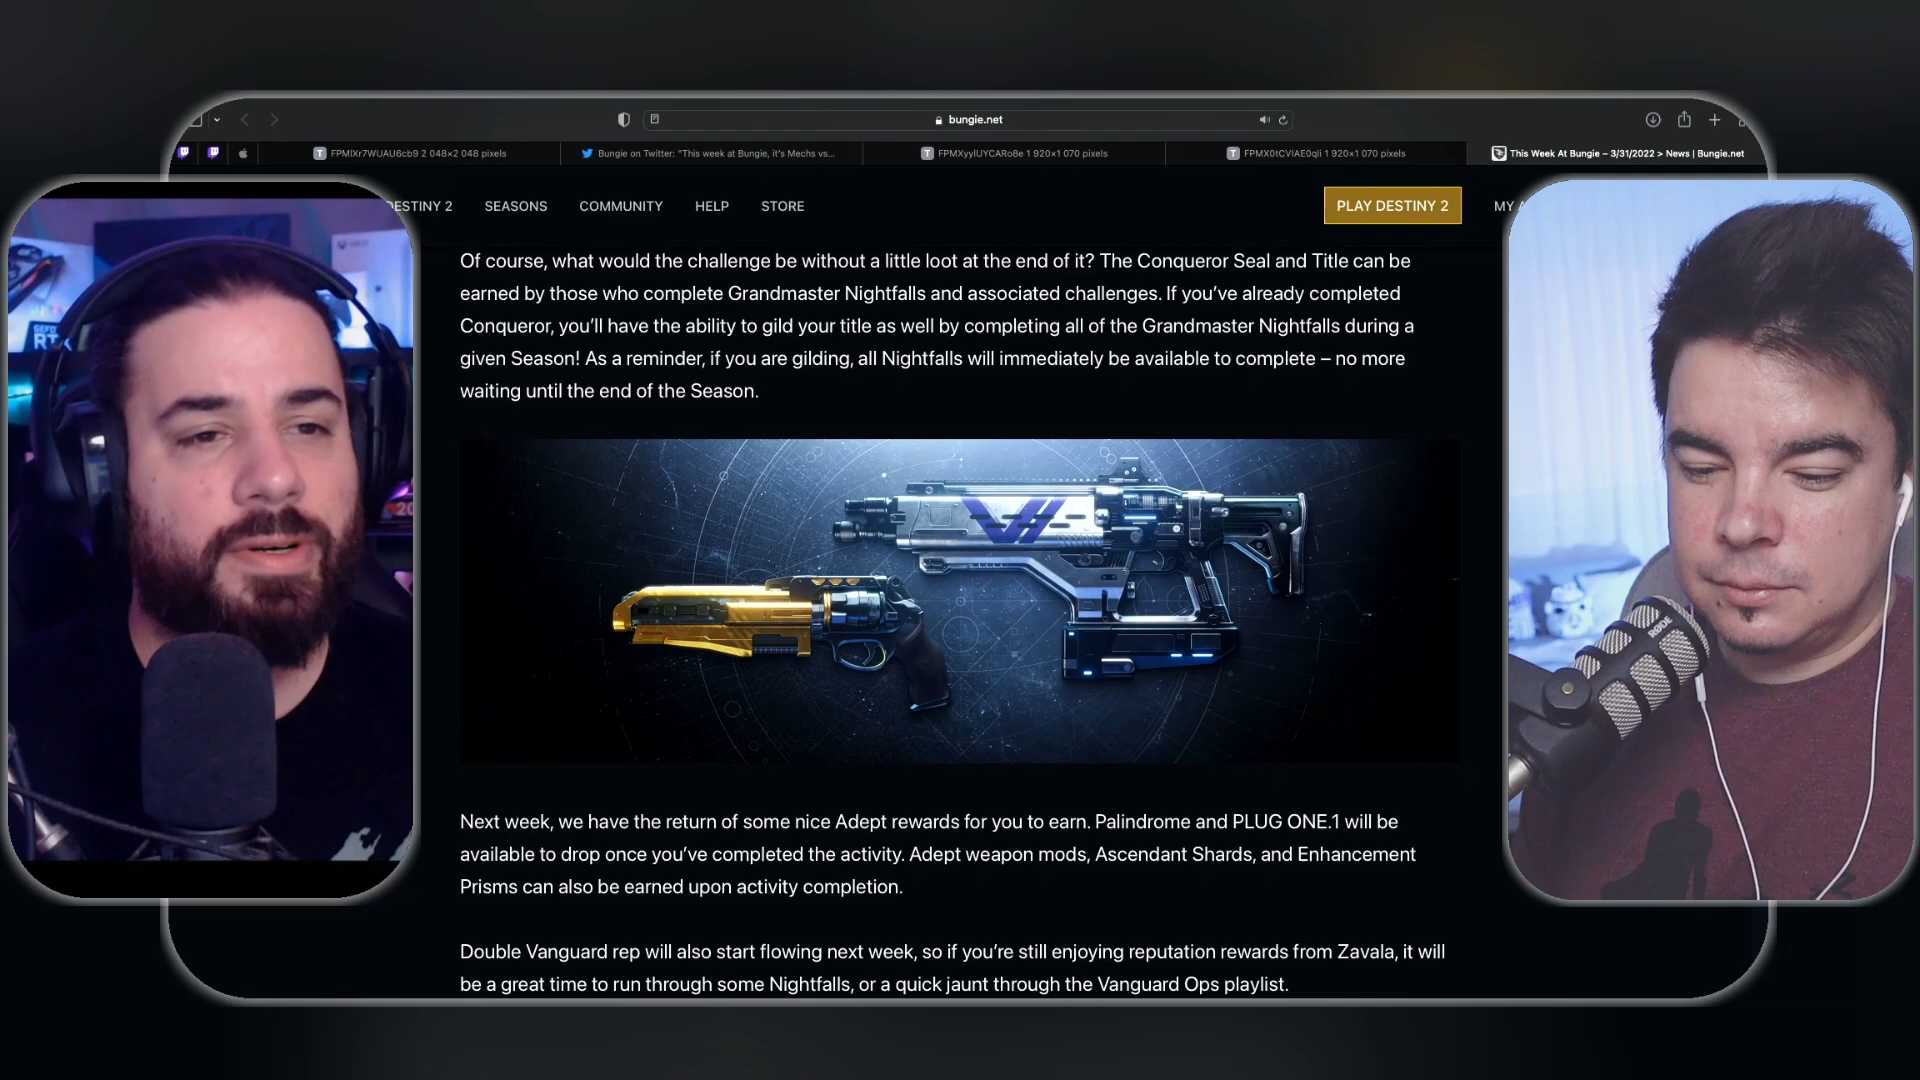 bungie.net
FPMIXr7WUAU6cb9 2 048×2 048 pixels
Bungie on Twitter: "This week at Bungie, it's Mechs vs...
FPMXyylUYCARo8e 1 920×1 070 pixels
FPMX0tCVIAE0qli 1 920×1 070 pixels
This Week At Bungie – 3/31/2022 > News | Bungie.net
DESTINY 2
SEASONS
COMMUNITY
HELP
STORE
PLAY DESTINY 2
MY
Of course, what would the challenge be without a little loot at the end of it? The Conqueror Seal and Title can be
earned by those who complete Grandmaster Nightfalls and associated challenges. If you've already completed
Conqueror, you'll have the ability to gild your title as well by completing all of the Grandmaster Nightfalls during a
given Season! As a reminder, if you are gilding, all Nightfalls will immediately be available to complete – no more
waiting until the end of the Season.
Next week, we have the return of some nice Adept rewards for you to earn. Palindrome and PLUG ONE.1 will be
available to drop once you've completed the activity. Adept weapon mods, Ascendant Shards, and Enhancement
Prisms can also be earned upon activity completion.
Double Vanguard rep will also start flowing next week, so if you're still enjoying reputation rewards from Zavala, it will
be a great time to run through some Nightfalls, or a quick jaunt through the Vanguard Ops playlist.
RØDE